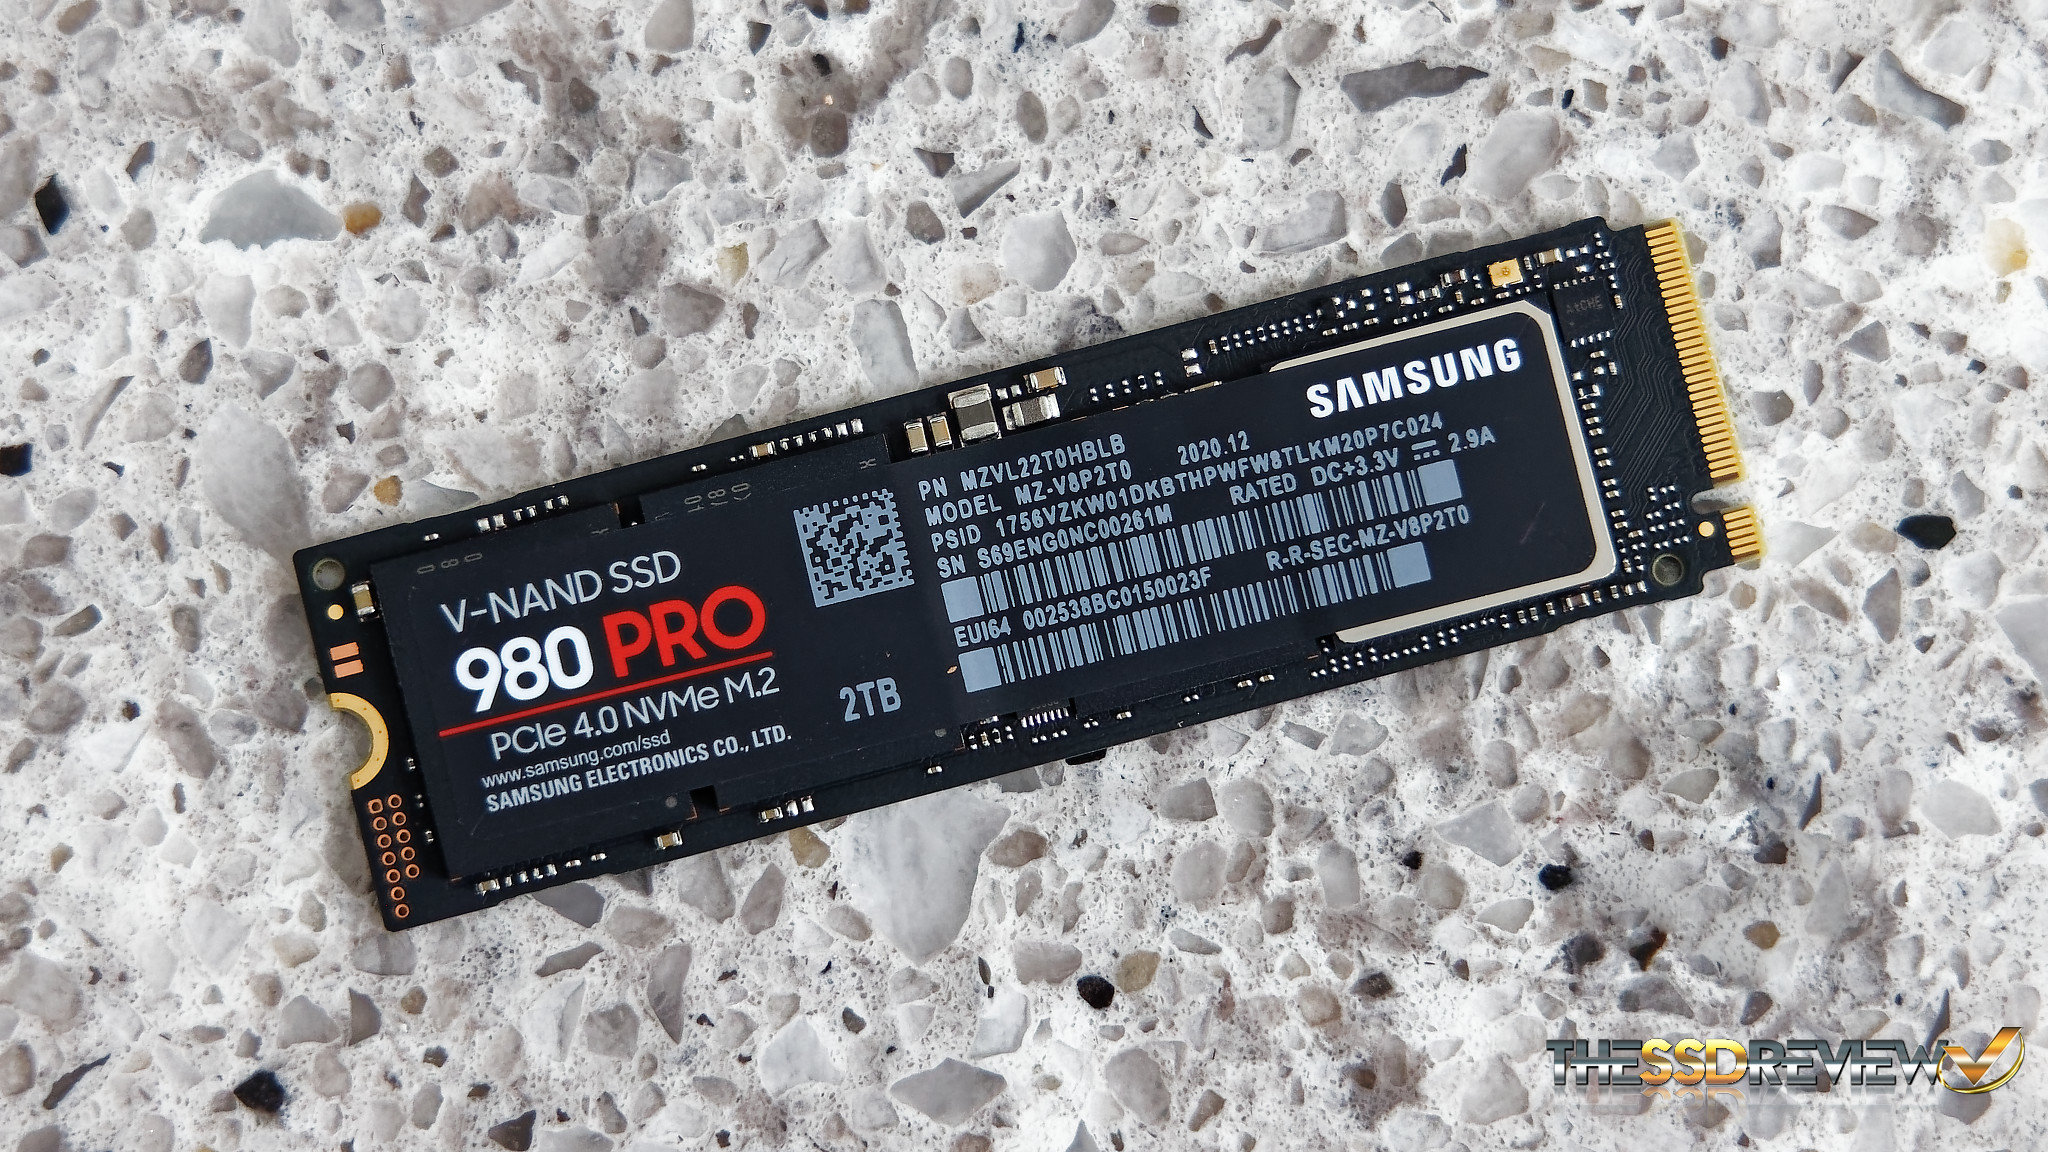 V-NAND SSD
980 PRO
PCIe 4.0 NVMe M.2
www.samsung.com/ssd
SAMSUNG ELECTRONICS CO., LTD.
2TB
SAMSUNG
PN MZVL22T0HBLB 2020.12
MODEL MZ-V8P2T0
PSID 1756VZKW01DKBTHPWFW8TLKM20P7C024
SN S69ENG0NC00261M RATED DC+3.3V ⎓ 2.9A
EUI64 002538BC0150023F R-R-SEC-MZ-V8P2T0
THESSDREVIEW